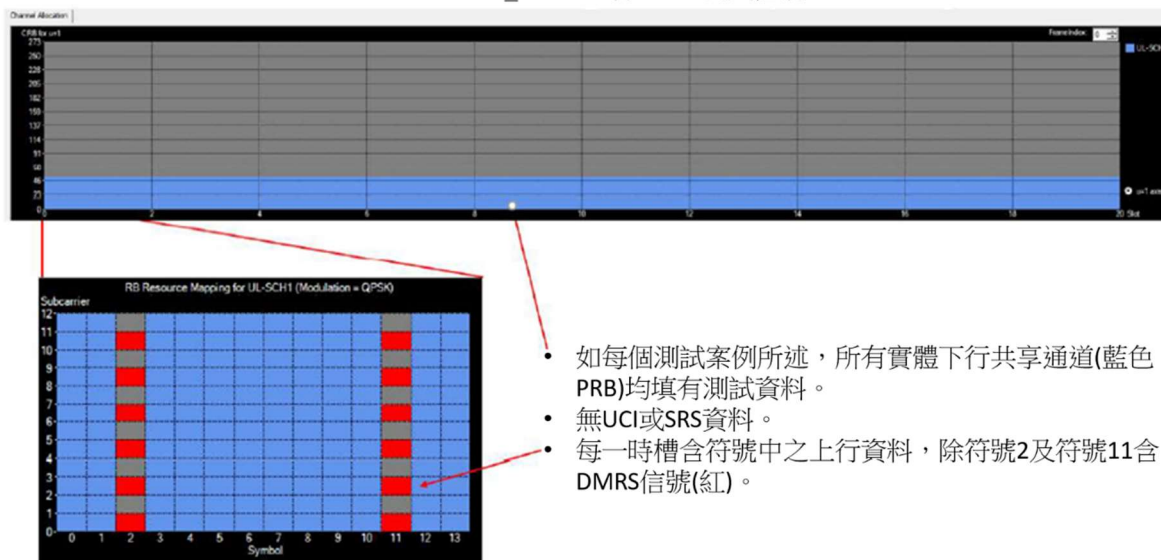 Channel Allocation
CRB for u=1
Frame Index: 0
273
250
228
205
182
159
137
114
91
68
46
23
0
UL-SCH
0 2 4 6 8 10 12 14 16 18 20 Slot
RB Resource Mapping for UL-SCH1 (Modulation = QPSK)
Subcarrier
12
11
10
9
8
7
6
5
4
3
2
1
0
0 1 2 3 4 5 6 7 8 9 10 11 12 13
Symbol
• 如每個測試案例所述，所有實體下行共享通道(藍色
PRB)均填有測試資料。
• 無UCI或SRS資料。
• 每一時槽含符號中之上行資料，除符號2及符號11含
DMRS信號(紅)。